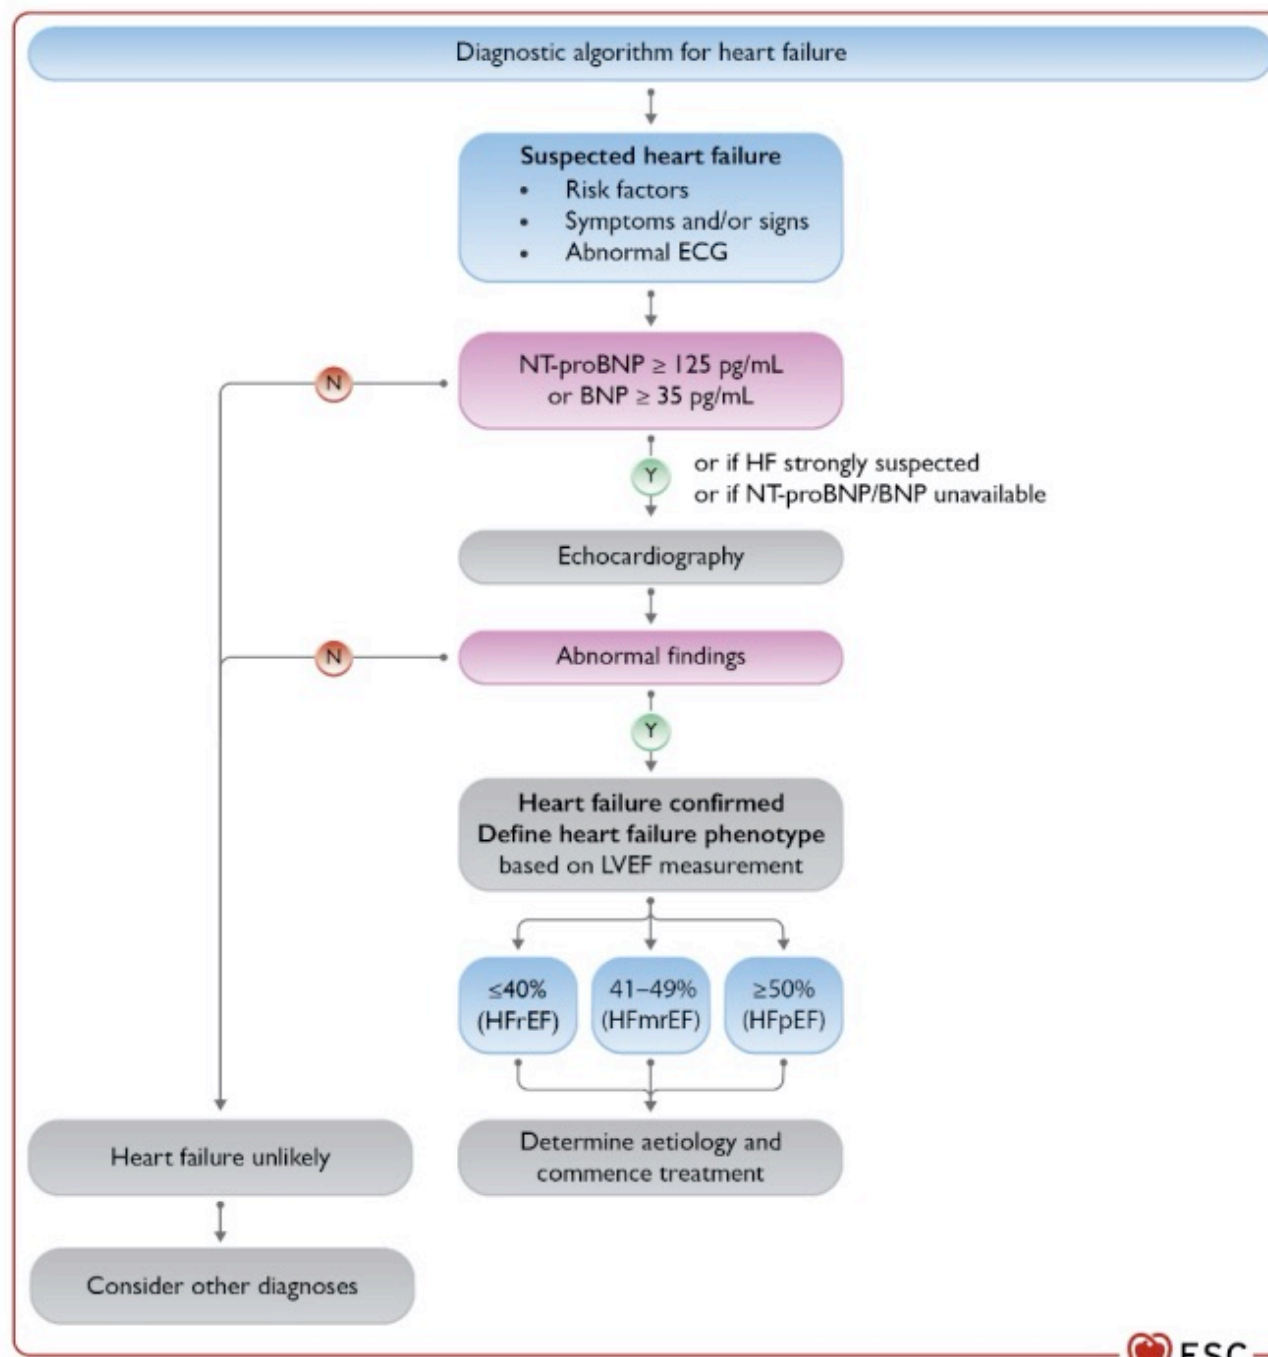 Diagnostic algorithm for heart failure
Suspected heart failure
• Risk factors
• Symptoms and/or signs
• Abnormal ECG
NT-proBNP ≥ 125 pg/mL
or BNP ≥ 35 pg/mL
N
Y
or if HF strongly suspected
or if NT-proBNP/BNP unavailable
Echocardiography
Abnormal findings
N
Y
Heart failure confirmed
Define heart failure phenotype
based on LVEF measurement
≤40%
(HFrEF)
41–49%
(HFmrEF)
≥50%
(HFpEF)
Determine aetiology and
commence treatment
Heart failure unlikely
Consider other diagnoses
ESC